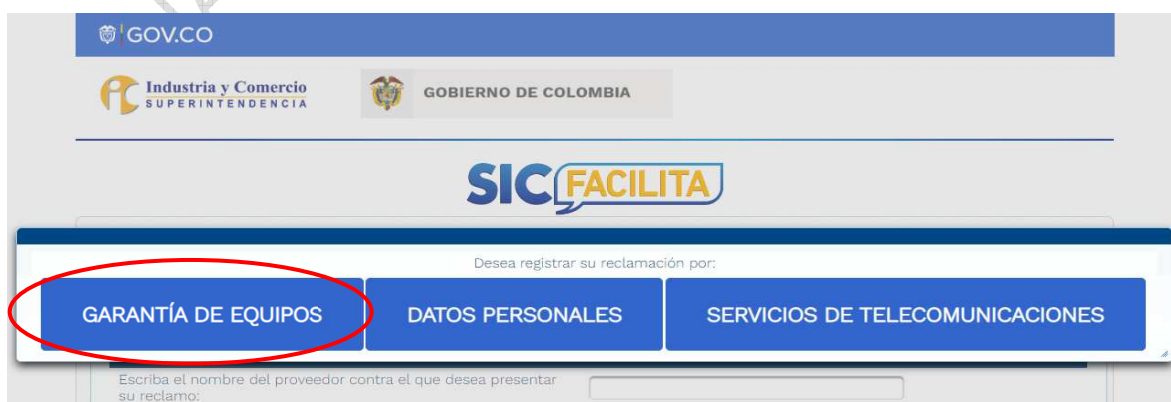 GOV.CO
Industria y Comercio
SUPERINTENDENCIA
GOBIERNO DE COLOMBIA
SIC FACILITA
Desea registrar su reclamación por:
GARANTÍA DE EQUIPOS
DATOS PERSONALES
SERVICIOS DE TELECOMUNICACIONES
Escriba el nombre del proveedor contra el que desea presentar
su reclamo: